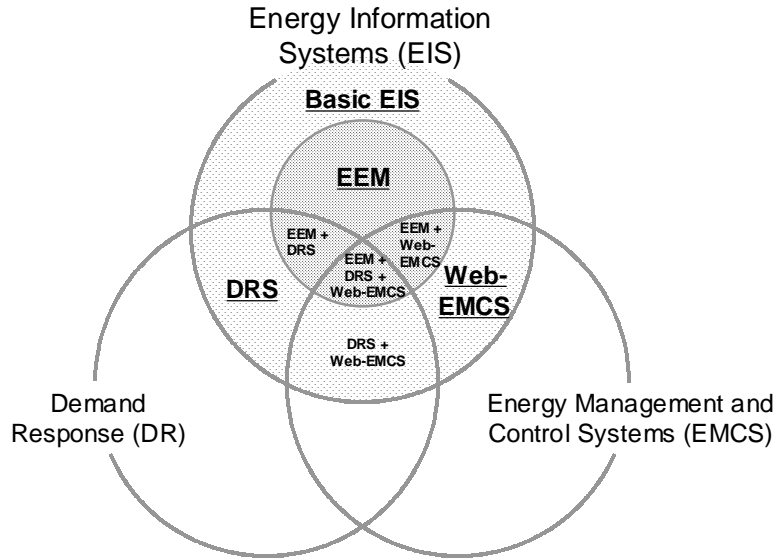 Energy Information
Systems (EIS)
Basic EIS
EEM
EEM +
DRS
EEM +
Web-
EMCS
EEM +
DRS +
Web-EMCS
DRS
Web-
EMCS
DRS +
Web-EMCS
Demand
Response (DR)
Energy Management and
Control Systems (EMCS)